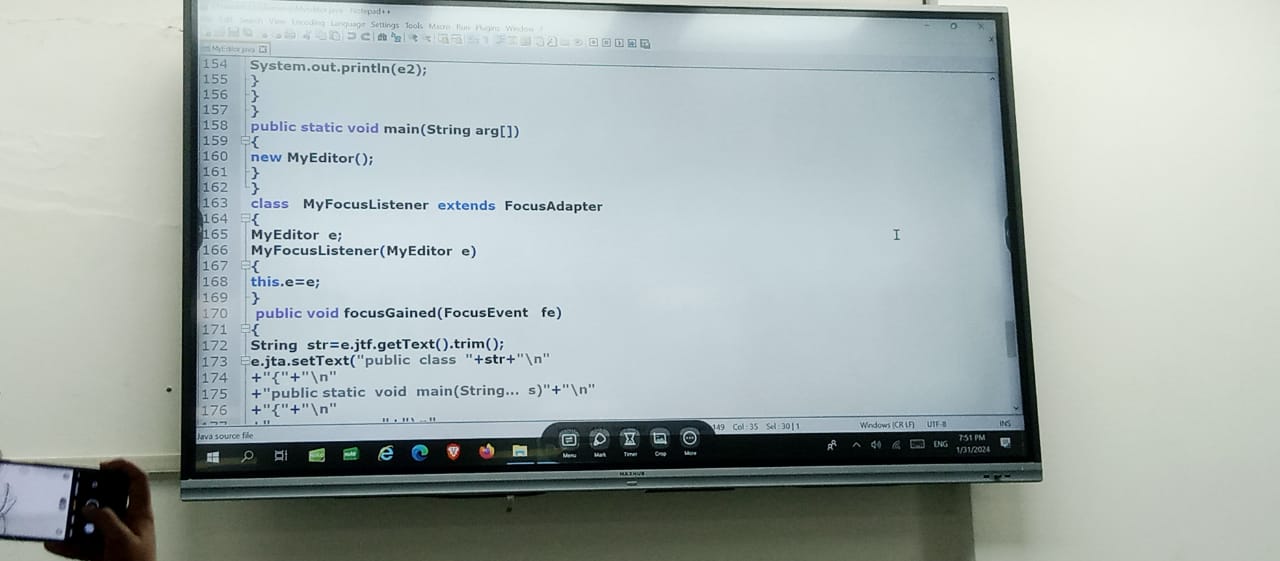 MyEditor.java - Notepad++
Edit Search View Encoding Language Settings Tools Macro Run Plugins Window ?
MyEditor.java
154 System.out.println(e2);
155 }
156 }
157 }
158 public static void main(String arg[])
159 {
160 new MyEditor();
161 }
162 }
163 class MyFocusListener extends FocusAdapter
164 {
165 MyEditor e;
166 MyFocusListener(MyEditor e)
167 {
168 this.e=e;
169 }
170 public void focusGained(FocusEvent fe)
171 {
172 String str=e.jtf.getText().trim();
173 e.jta.setText("public class "+str+"\n"
174 +"{"+"\n"
175 +"public static void main(String... s)"+"\n"
176 +"{"+"\n"
Java source file
Col : 35 Sel : 30 | 1 Windows (CR LF) UTF-8 INS
Menu Mark Timer Crop More
ENG 7:51 PM
1/31/2024
MAXHUB